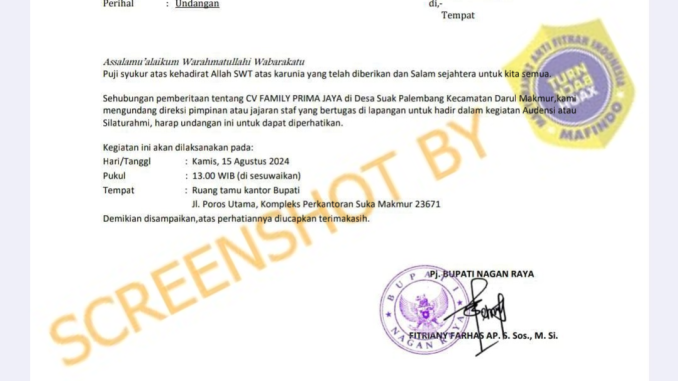 Perihal : Undangan
di,-
Tempat
Assalamu'alaikum Warahmatullahi Wabarakatu
Puji syukur atas kehadirat Allah SWT atas karunia yang telah diberikan dan Salam sejahtera untuk kita semua.
Sehubungan pemberitaan tentang CV FAMILY PRIMA JAYA di Desa Suak Palembang Kecamatan Darul Makmur,kami
mengundang direksi pimpinan atau jajaran staf yang bertugas di lapangan untuk hadir dalam kegiatan Audensi atau
Silaturahmi, harap undangan ini untuk dapat diperhatikan.
Kegiatan ini akan dilaksanakan pada:
Hari/Tanggl : Kamis, 15 Agustus 2024
Pukul : 13.00 WIB (di sesuwaikan)
Tempat : Ruang tamu kantor Bupati
Jl. Poros Utama, Kompleks Perkantoran Suka Makmur 23671
Demikian disampaikan,atas perhatiannya diucapkan terimakasih.
Pj. BUPATI NAGAN RAYA
BUPATI
NAGAN RAYA
FITRIANY FARHAS AP. S. Sos., M. Si.
SCREENSHOT BY
MASYARAKAT ANTI FITNAH INDONESIA
TURN
BACK
HOAX
MAFINDO